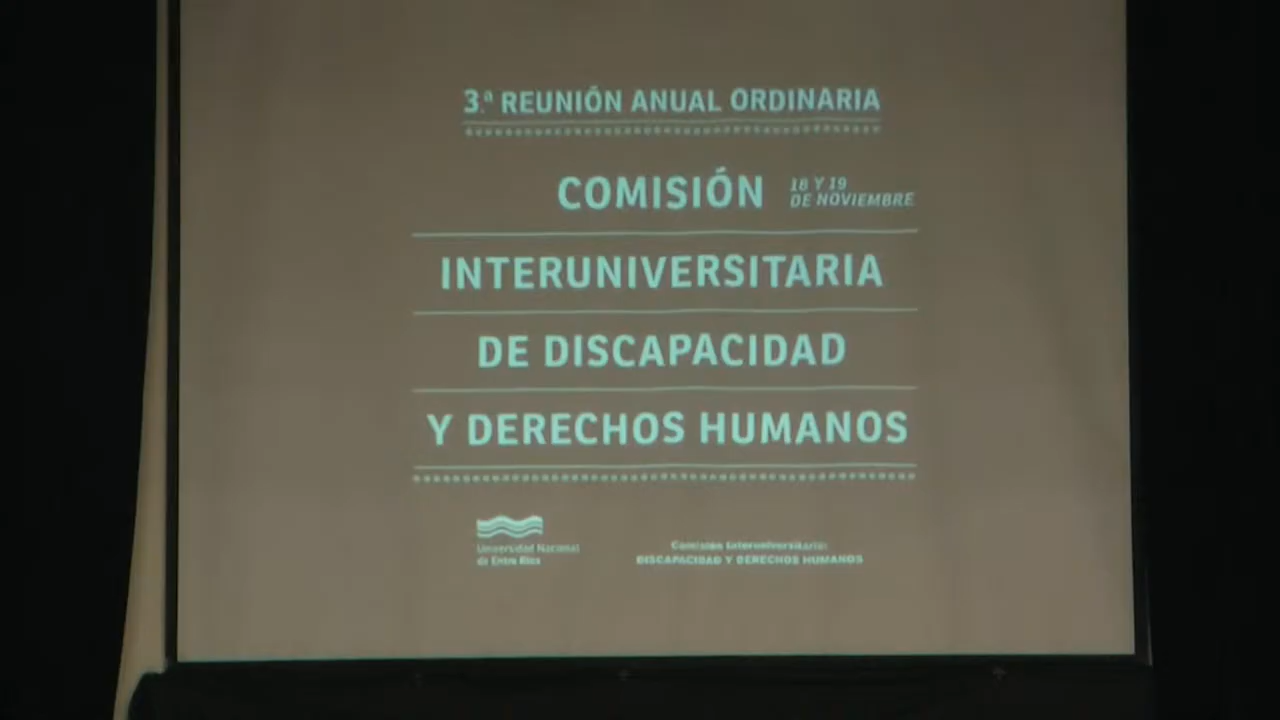 3.ª REUNIÓN ANUAL ORDINARIA
COMISIÓN
18 Y 19
DE NOVIEMBRE
INTERUNIVERSITARIA
DE DISCAPACIDAD
Y DERECHOS HUMANOS
Universidad Nacional
de Entre Ríos
Comisión Interuniversitaria:
DISCAPACIDAD Y DERECHOS HUMANOS